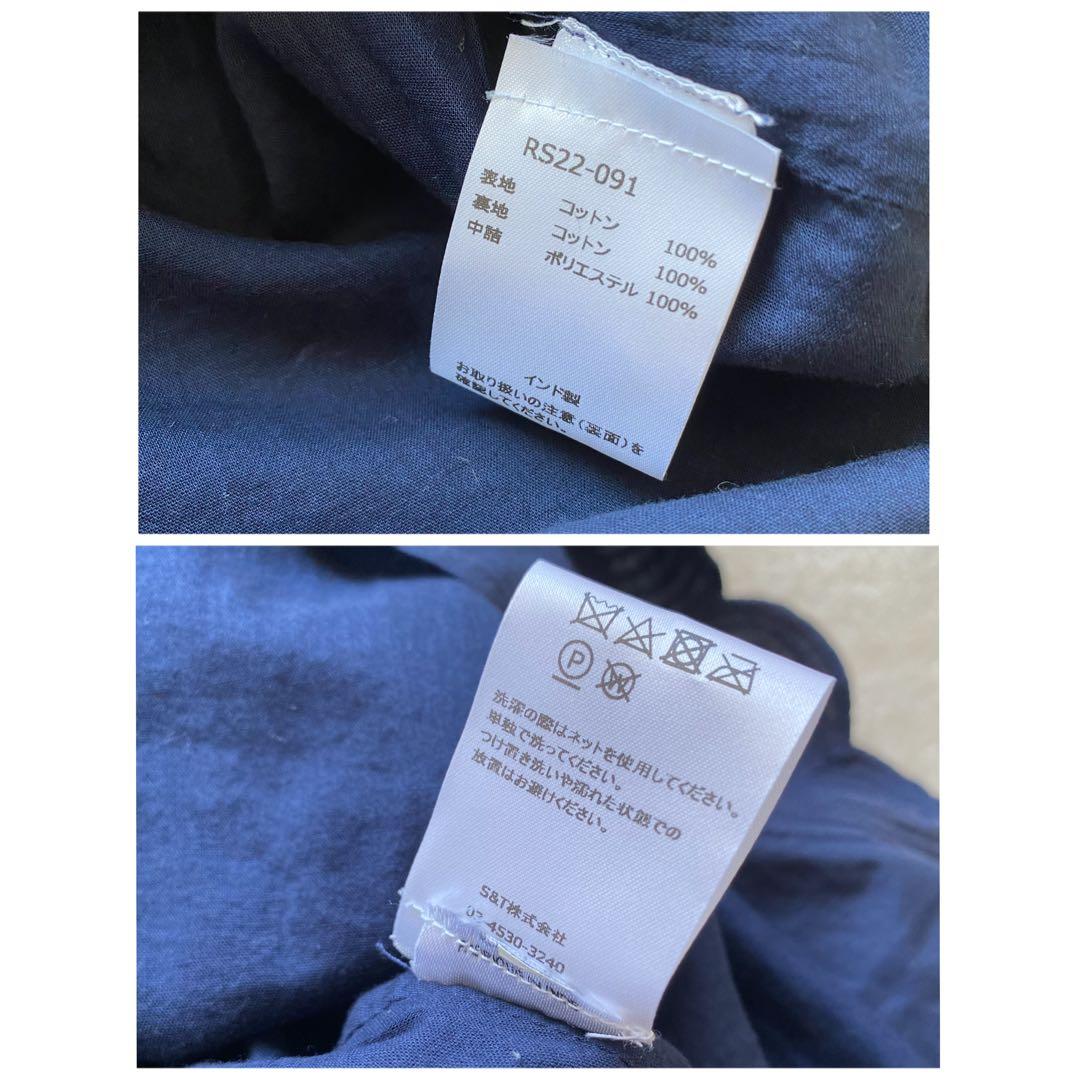 RS22-091
表地 コットン 100%
裏地 コットン 100%
中詰 ポリエステル 100%
インド製
お取り扱いの注意(裏面)を
確認してください。
P
W
洗濯の際はネットを使用してください。
単独で洗ってください。
つけ置き洗いや濡れた状態での
放置はお避けください。
S&T株式会社
4530-3240